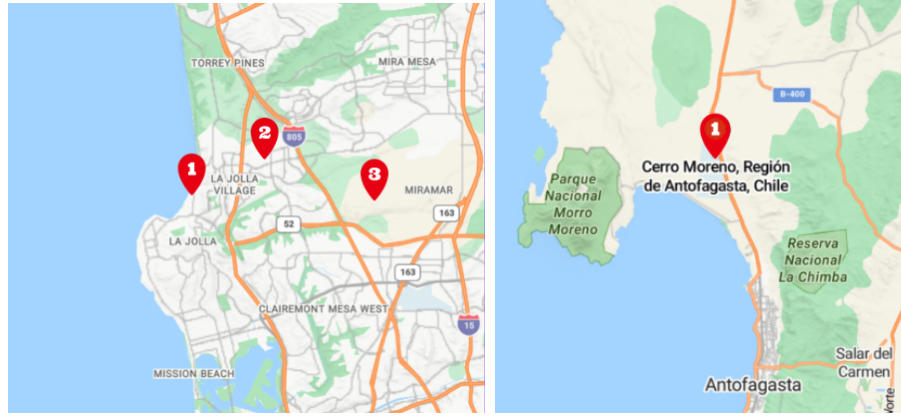 TORREY PINES
MIRA MESA
805
2
1
LA JOLLA
VILLAGE
3
MIRAMAR
163
52
LA JOLLA
163
CLAIREMONT MESA WEST
15
MISSION BEACH
B-400
1
Cerro Moreno, Región
de Antofagasta, Chile
Parque
Nacional
Morro
Moreno
Reserva
Nacional
La Chimba
Salar del
Carmen
Antofagasta
Norte